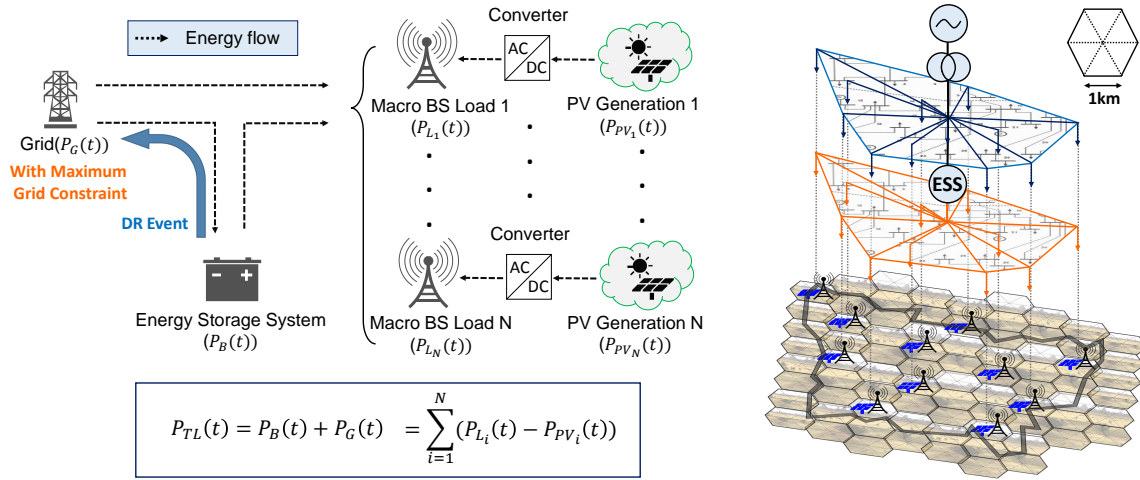 Energy flow
Grid(P_G(t))
With Maximum
Grid Constraint
DR Event
Energy Storage System
(P_B(t))
Converter
AC
DC
Macro BS Load 1
(P_{L_1}(t))
PV Generation 1
(P_{PV_1}(t))
Converter
AC
DC
Macro BS Load N
(P_{L_N}(t))
PV Generation N
(P_{PV_N}(t))
P_{TL}(t) = P_B(t) + P_G(t) = \sum_{i=1}^{N}(P_{L_i}(t) − P_{PV_i}(t))
1km
ESS